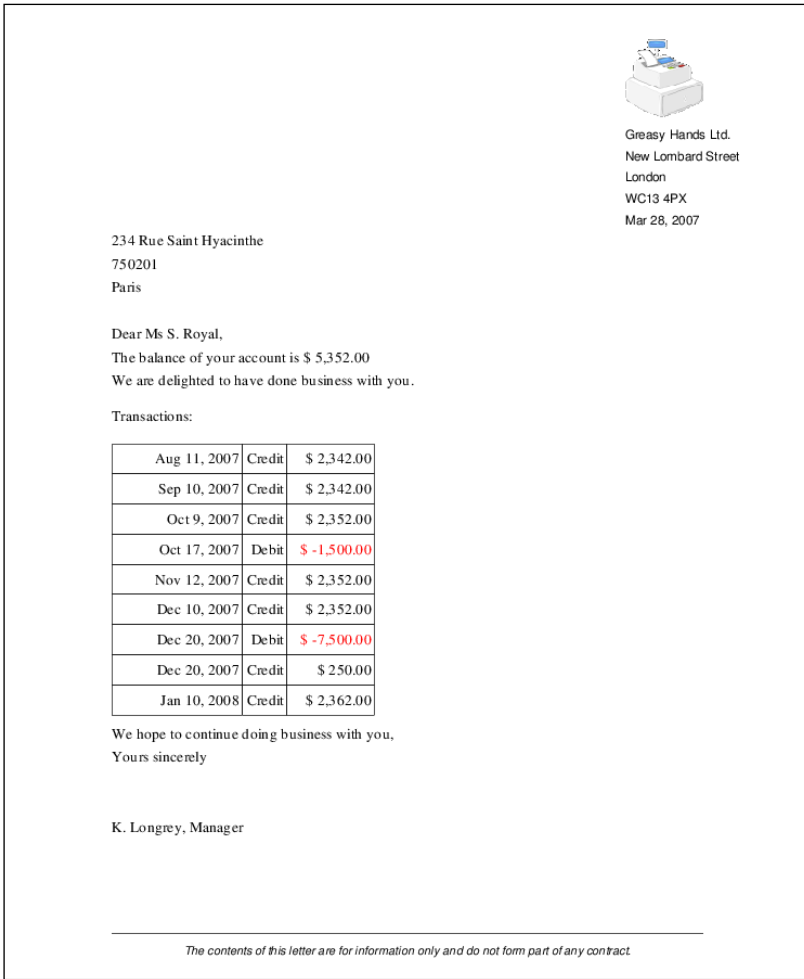 Greasy Hands Ltd.
New Lombard Street
London
WC13 4PX
Mar 28, 2007
234 Rue Saint Hyacinthe
750201
Paris
Dear Ms S. Royal,
The balance of your account is $ 5,352.00
We are delighted to have done business with you.
Transactions:
Aug 11, 2007 Credit $ 2,342.00
Sep 10, 2007 Credit $ 2,342.00
Oct 9, 2007 Credit $ 2,352.00
Oct 17, 2007 Debit $ -1,500.00
Nov 12, 2007 Credit $ 2,352.00
Dec 10, 2007 Credit $ 2,352.00
Dec 20, 2007 Debit $ -7,500.00
Dec 20, 2007 Credit $ 250.00
Jan 10, 2008 Credit $ 2,362.00
We hope to continue doing business with you,
Yours sincerely
K. Longrey, Manager
The contents of this letter are for information only and do not form part of any contract.